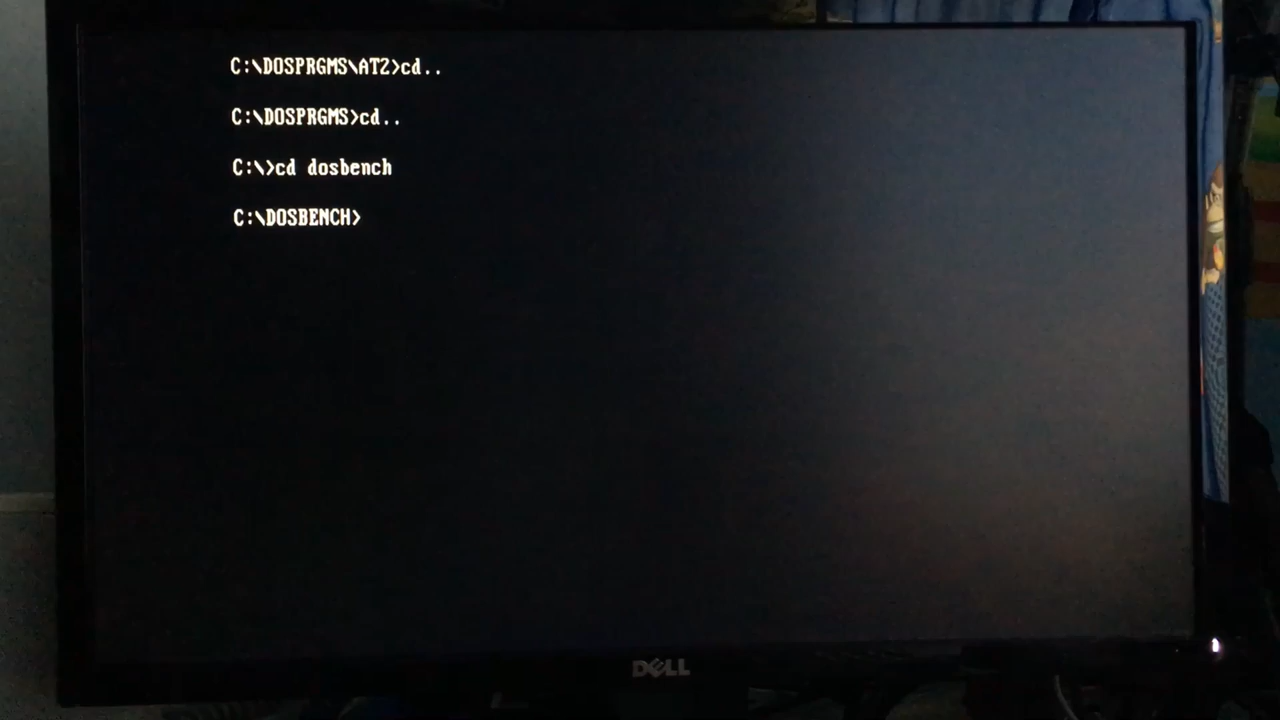 C:\DOSPRGMS\AT2>cd..
C:\DOSPRGMS>cd..
C:\>cd dosbench
C:\DOSBENCH>
DELL